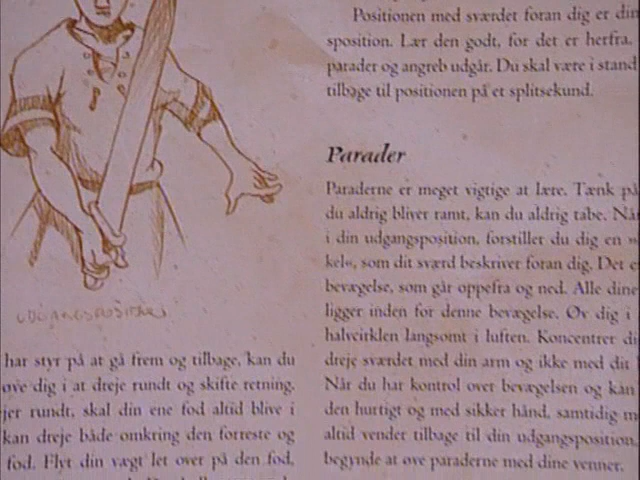 udgangsposition
har styr på at gå frem og tilbage, kan du
øve dig i at dreje rundt og skifte retning.
jer rundt, skal din ene fod altid blive i
kan dreje både omkring den forreste og
fod. Flyt din vægt let over på den fod,
Positionen med sværdet foran dig er din
sposition. Lær den godt, for det er herfra,
parader og angreb udgår. Du skal være i stand
tilbage til positionen på et splitsekund.
Parader
Paraderne er meget vigtige at lære. Tænk på
du aldrig bliver ramt, kan du aldrig tabe. Når
i din udgangsposition, forstiller du dig en
kel«, som dit sværd beskriver foran dig. Det e
bevægelse, som går oppefra og ned. Alle dine
ligger inden for denne bevægelse. Øv dig i
halvcirklen langsomt i luften. Koncentrer di
dreje sværdet med din arm og ikke med dit
Når du har kontrol over bevægelsen og kan
den hurtigt og med sikker hånd, samtidig m
altid vender tilbage til din udgangsposition,
begynde at øve paraderne med dine venner.